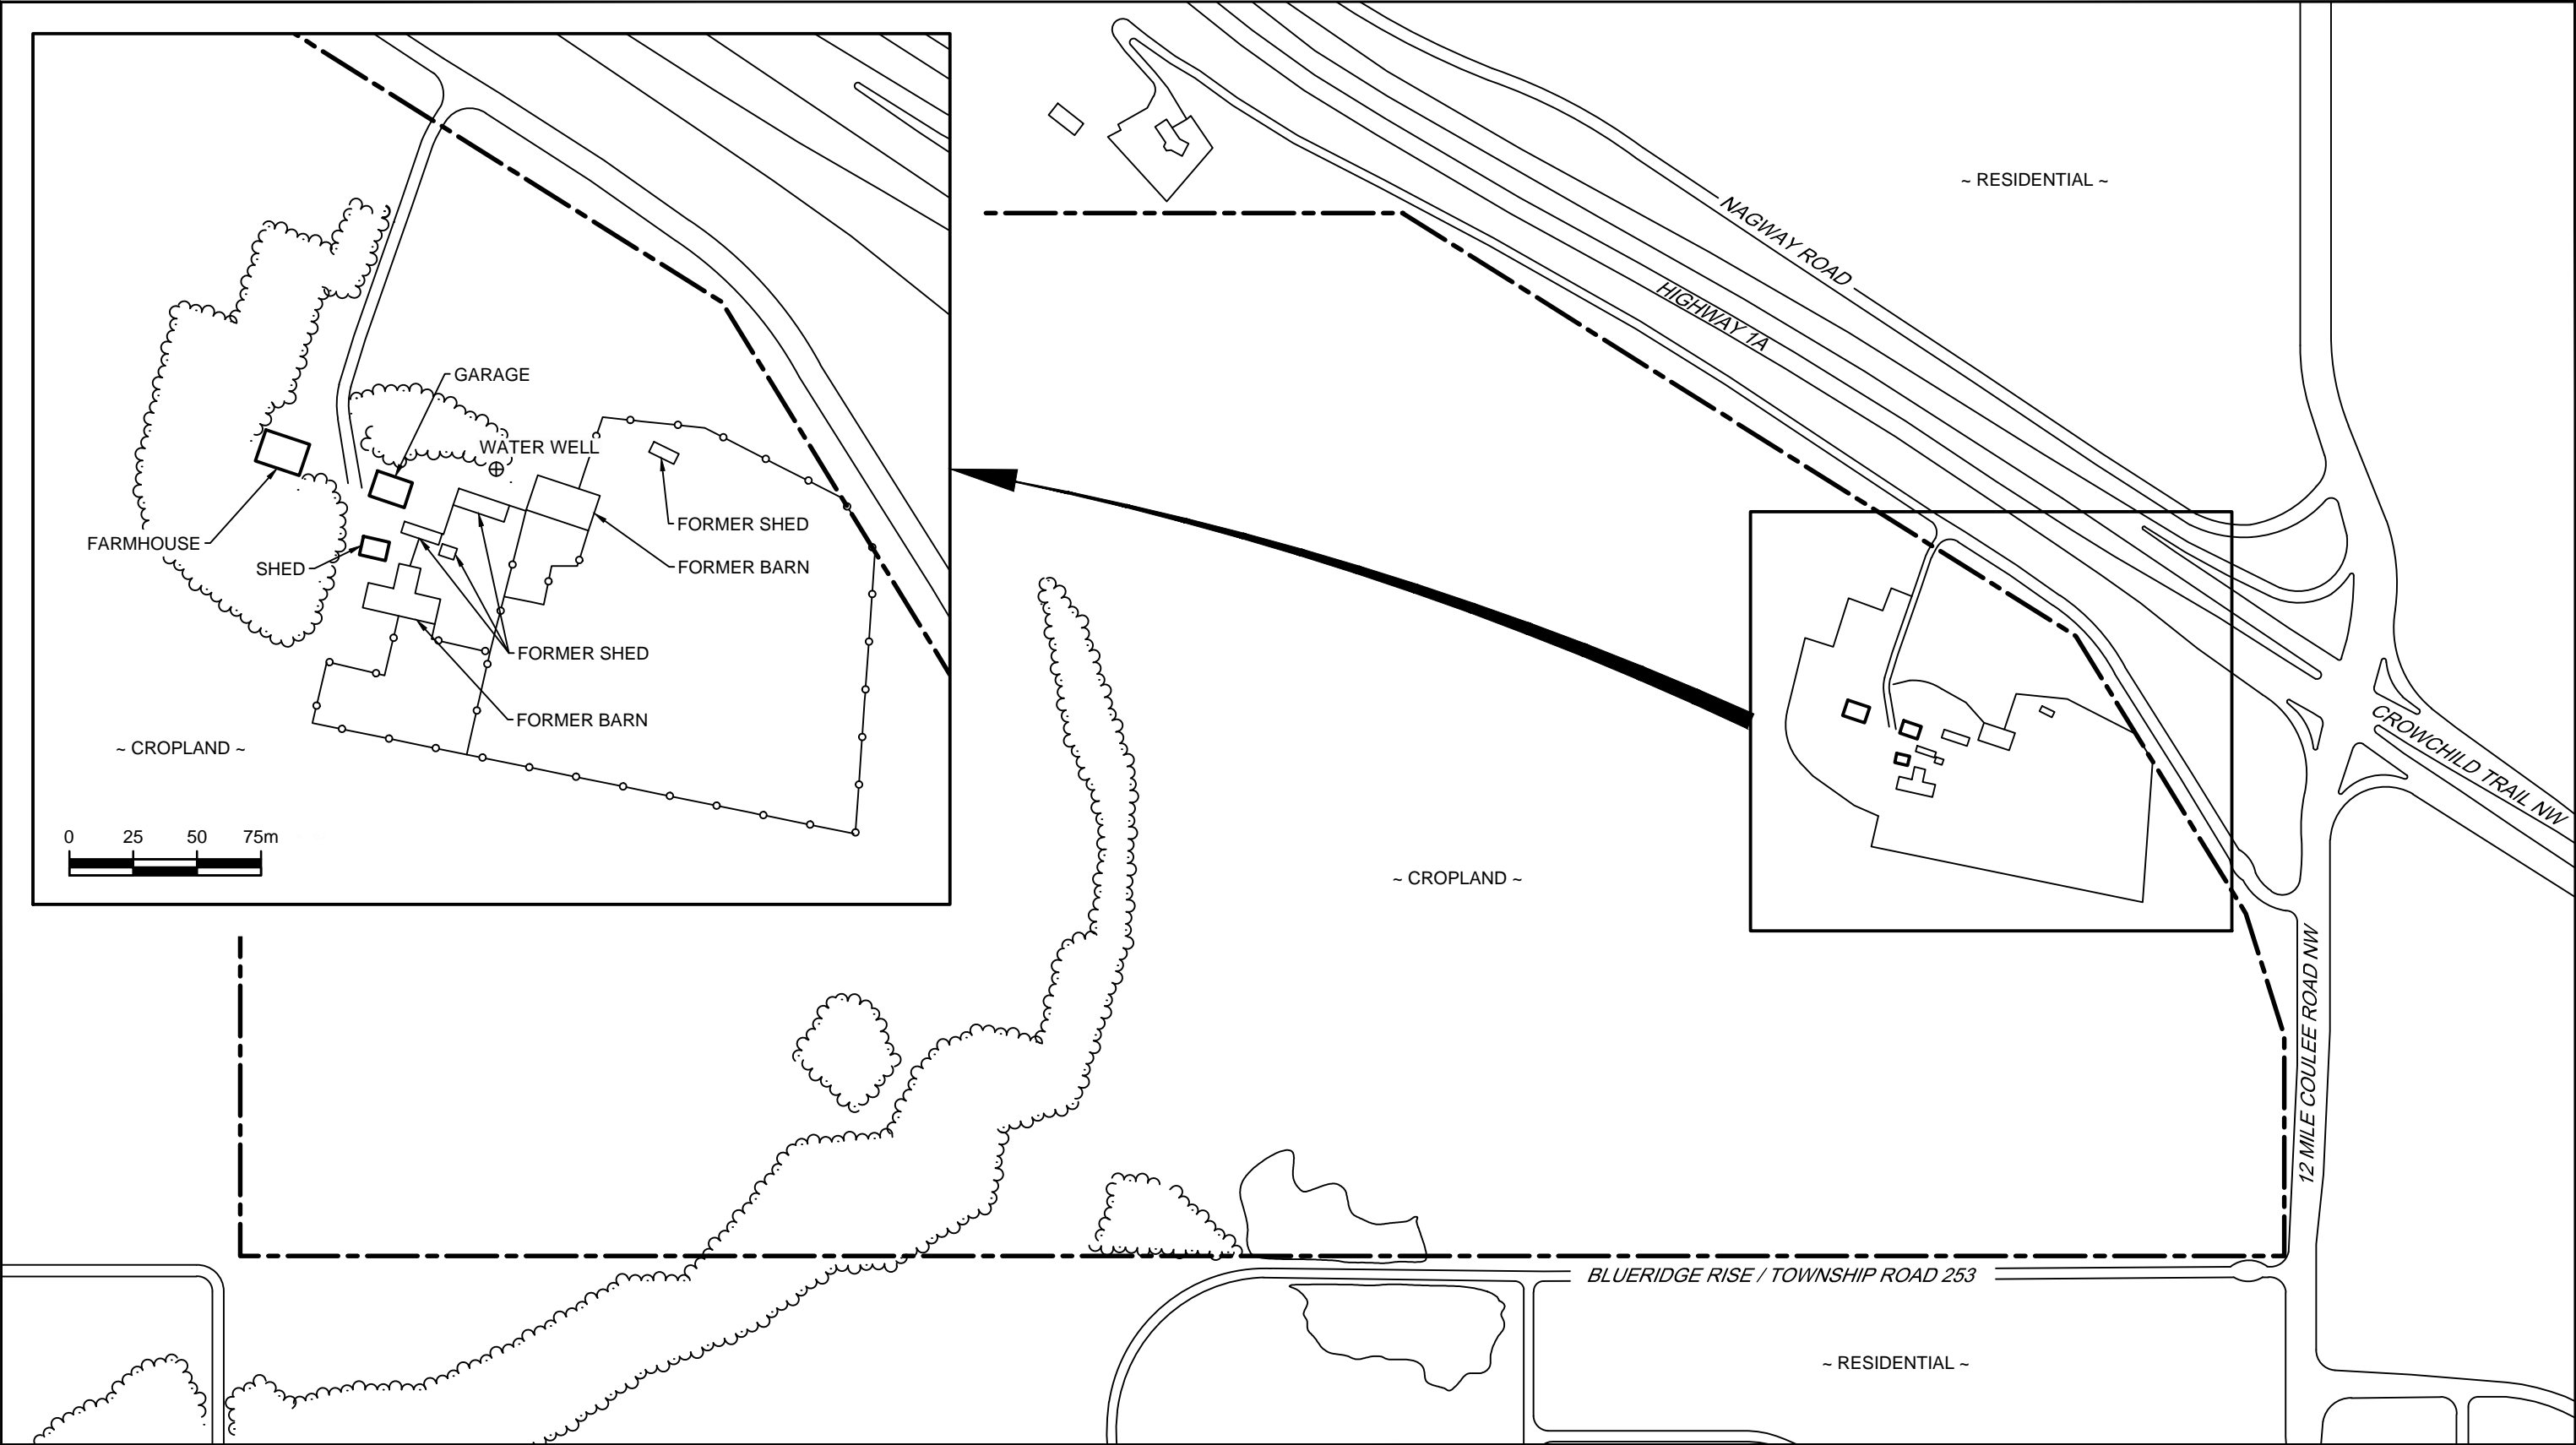 ~ RESIDENTIAL ~
NAGWAY ROAD
HIGHWAY 1A
GARAGE
WATER WELL
FORMER SHED
FARMHOUSE
SHED
FORMER BARN
FORMER SHED
FORMER BARN
~ CROPLAND ~
0 25 50 75m
CROWCHILD TRAIL NW
~ CROPLAND ~
12 MILE COULEE ROAD NW
BLUERIDGE RISE / TOWNSHIP ROAD 253
~ RESIDENTIAL ~